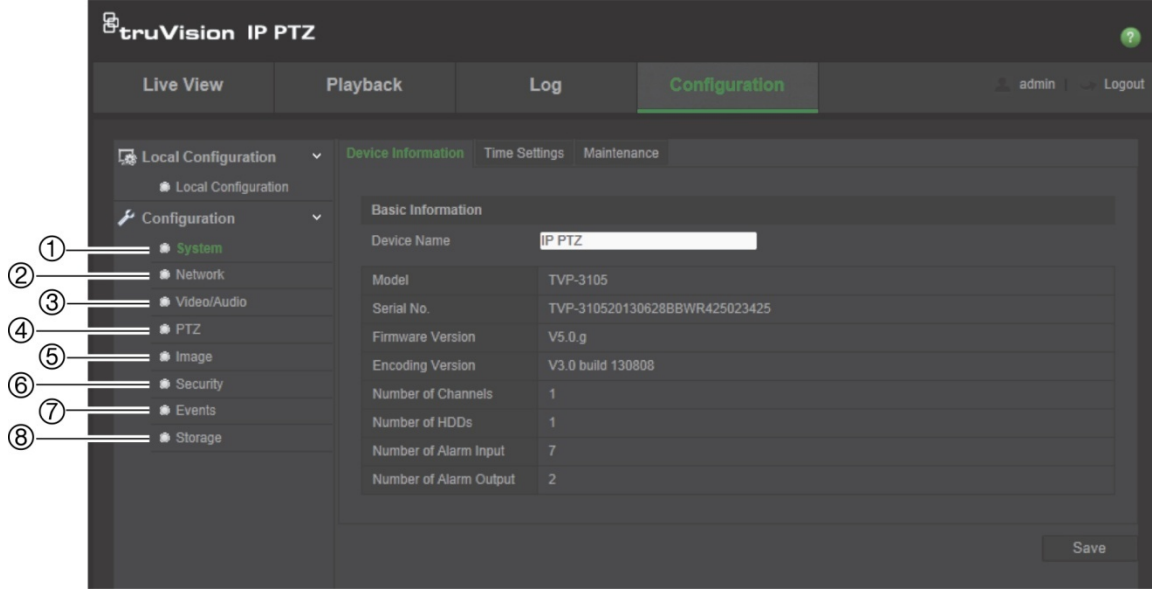 truVision IP PTZ
?
Live View Playback Log Configuration admin | Logout
Local Configuration
Local Configuration
Configuration
① System
② Network
③ Video/Audio
④ PTZ
⑤ Image
⑥ Security
⑦ Events
⑧ Storage
Device Information Time Settings Maintenance
Basic Information
Device Name IP PTZ
Model TVP-3105
Serial No. TVP-310520130628BBWR425023425
Firmware Version V5.0.g
Encoding Version V3.0 build 130808
Number of Channels 1
Number of HDDs 1
Number of Alarm Input 7
Number of Alarm Output 2
Save